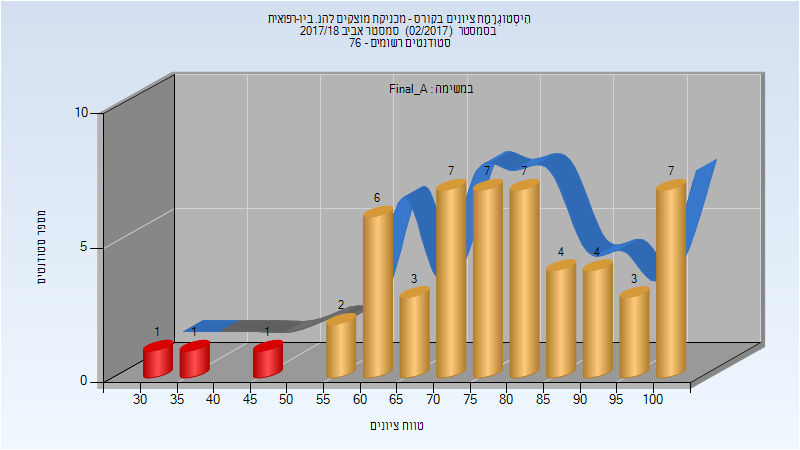 היסטוגרמת ציונים בקורס - מכניקת מוצקים להנ. ביו-רפואית
בסמסטר (02/2017) סמסטר אביב 2017/18
סטודנטים רשומים - 76
במשימה : Final_A
מספר סטודנטים
10
5
0
1
1
1
2
6
3
7
7
7
4
4
3
7
30 35 40 45 50 55 60 65 70 75 80 85 90 95 100
טווח ציונים